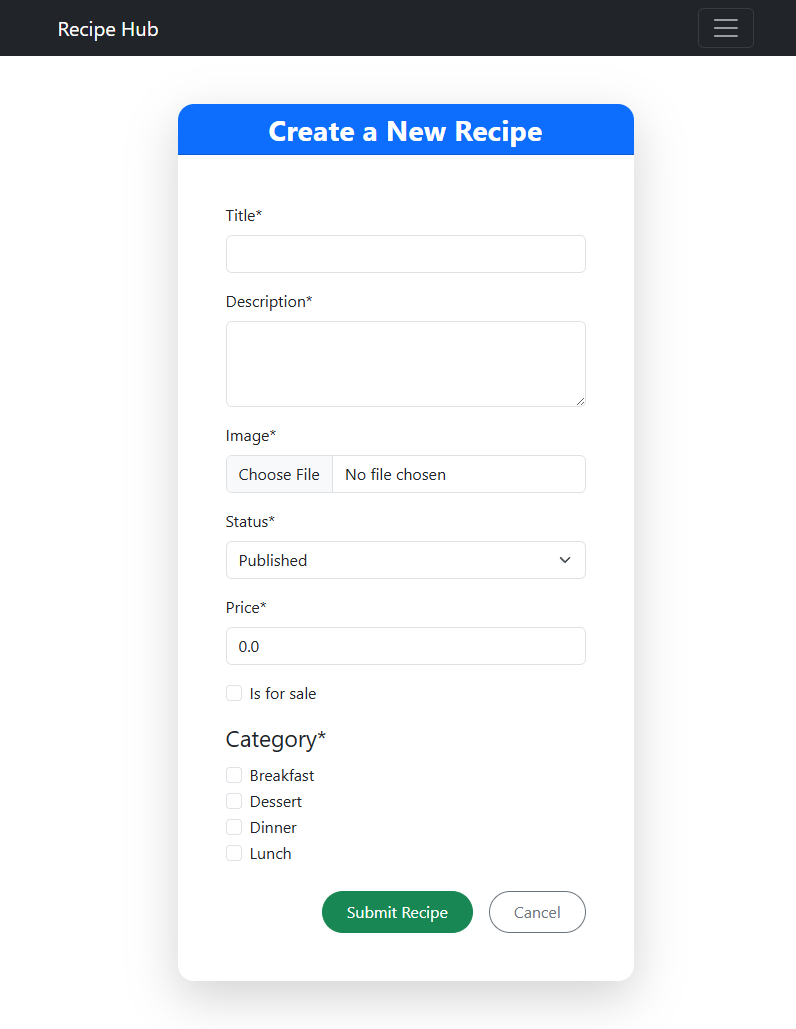 Recipe Hub
Create a New Recipe
Title*
Description*
Image*
Choose File No file chosen
Status*
Published
Price*
0.0
Is for sale
Category*
Breakfast
Dessert
Dinner
Lunch
Submit Recipe Cancel